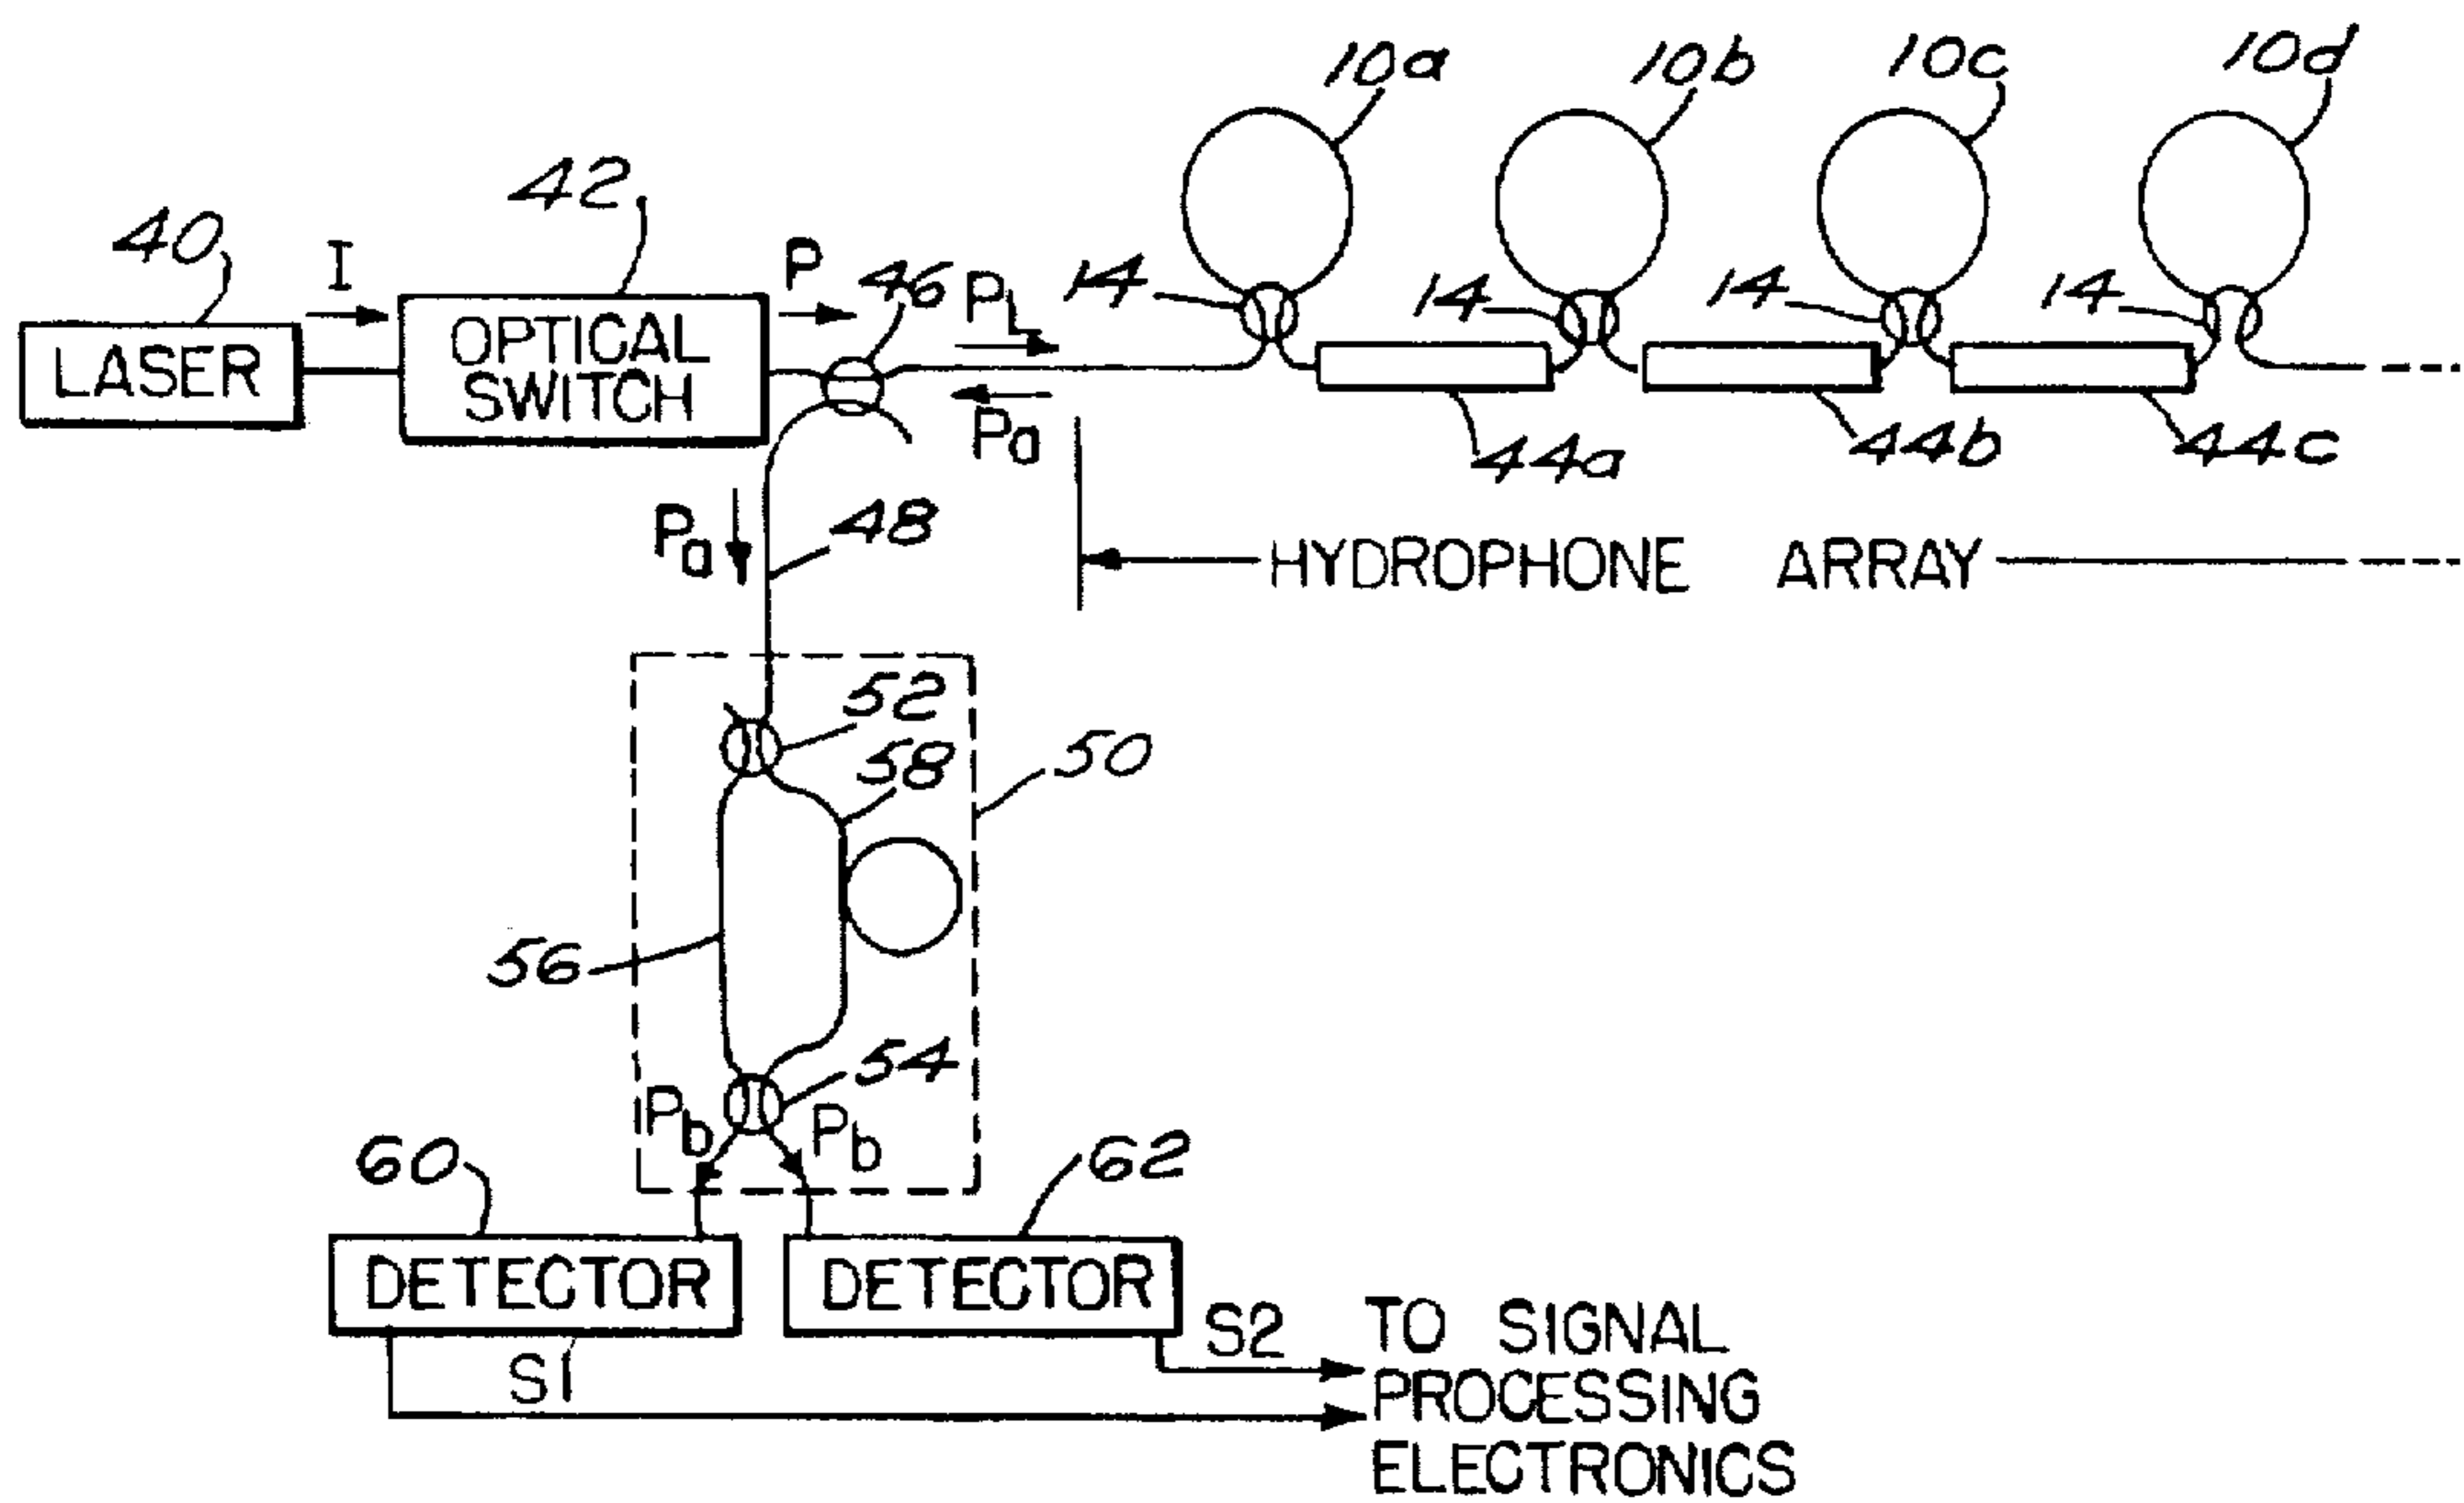 10a
10b
10c
10d
42
40
I
P
46
PL
14
14
14
14
LASER
OPTICAL
SWITCH
Pa
44a
44b
44c
Pa
48
HYDROPHONE ARRAY
52
58
50
56
54
Pb
Pb
60
62
DETECTOR
DETECTOR
S1
S2
TO SIGNAL
PROCESSING
ELECTRONICS